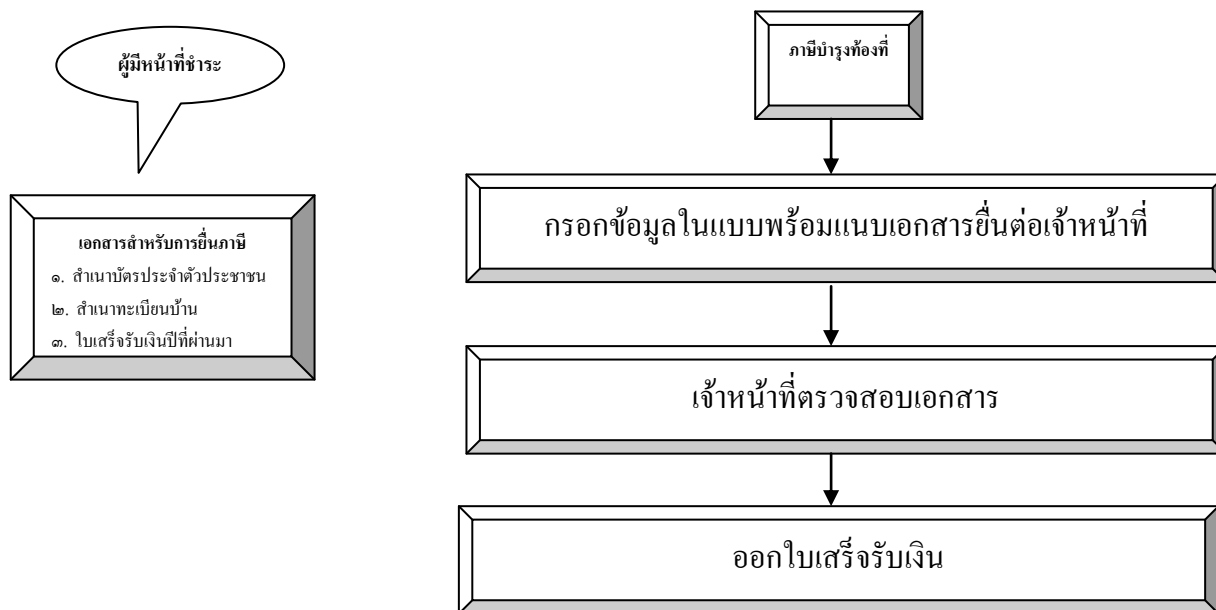 ผู้มีหน้าที่ชำระ
เอกสารสำหรับการยื่นภาษี
๑. สำเนาบัตรประจำตัวประชาชน
๒. สำเนาทะเบียนบ้าน
๓. ใบเสร็จรับเงินปีที่ผ่านมา
ภาษีบำรุงท้องที่
กรอกข้อมูลในแบบพร้อมแนบเอกสารยื่นต่อเจ้าหน้าที่
เจ้าหน้าที่ตรวจสอบเอกสาร
ออกใบเสร็จรับเงิน